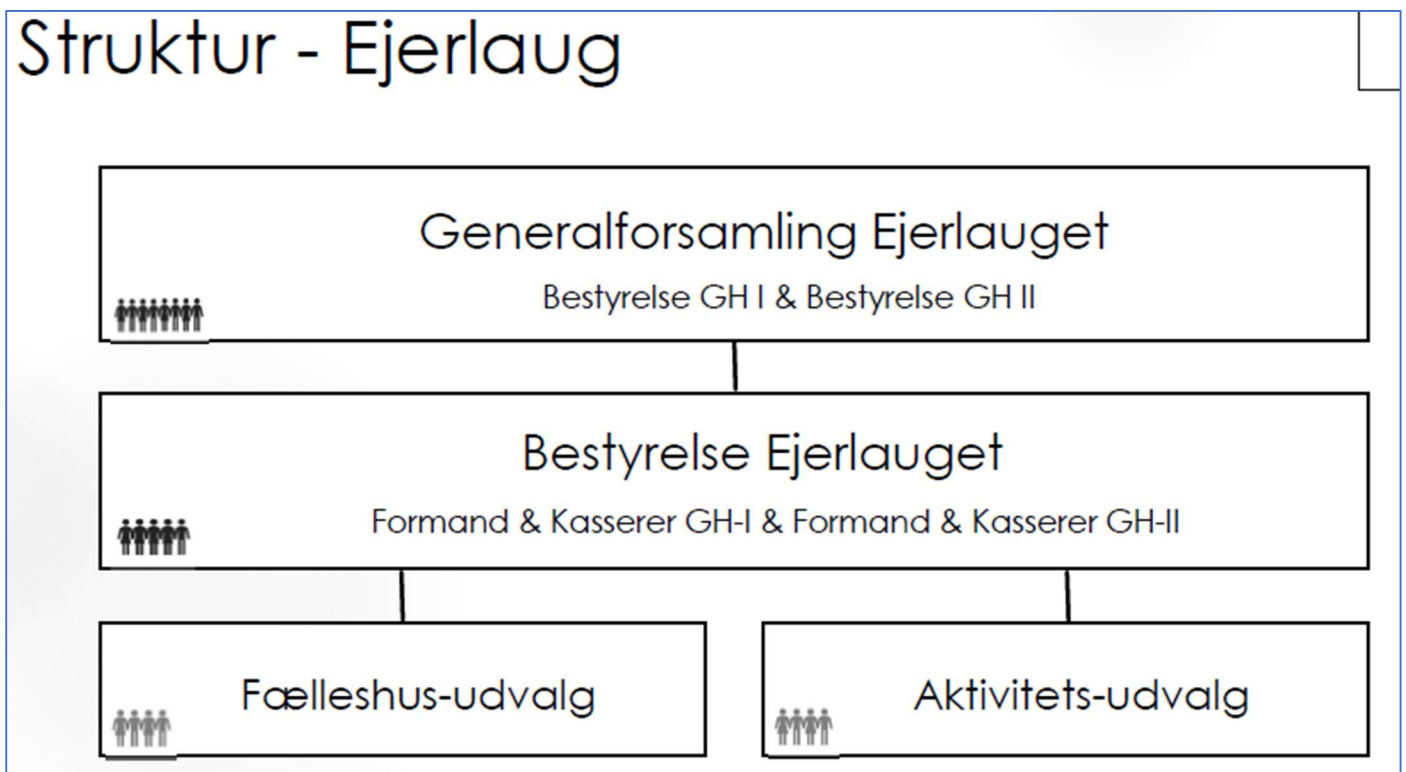 Struktur - Ejerlaug
Generalforsamling Ejerlauget
Bestyrelse GH I & Bestyrelse GH II
Bestyrelse Ejerlauget
Formand & Kasserer GH-I & Formand & Kasserer GH-II
Fælleshus-udvalg
Aktivitets-udvalg